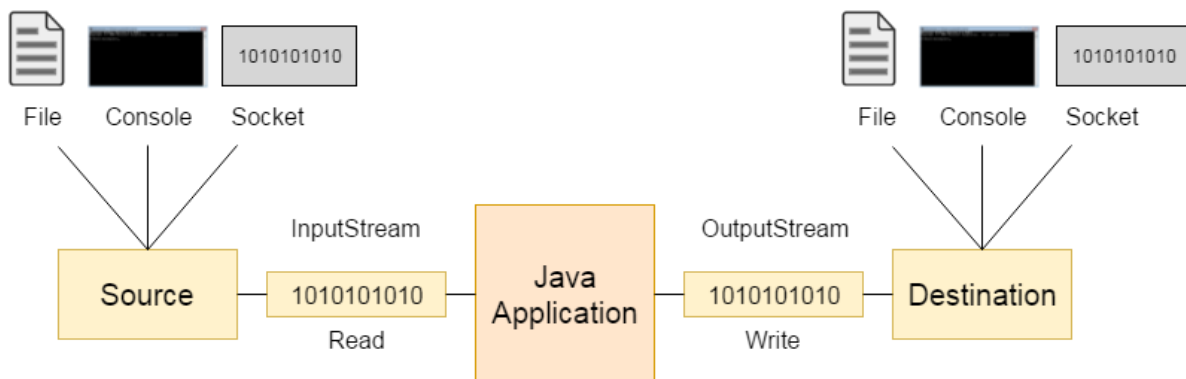 1010101010
1010101010
File
Console
Socket
File
Console
Socket
InputStream
OutputStream
Source
1010101010
Java
Application
1010101010
Destination
Read
Write